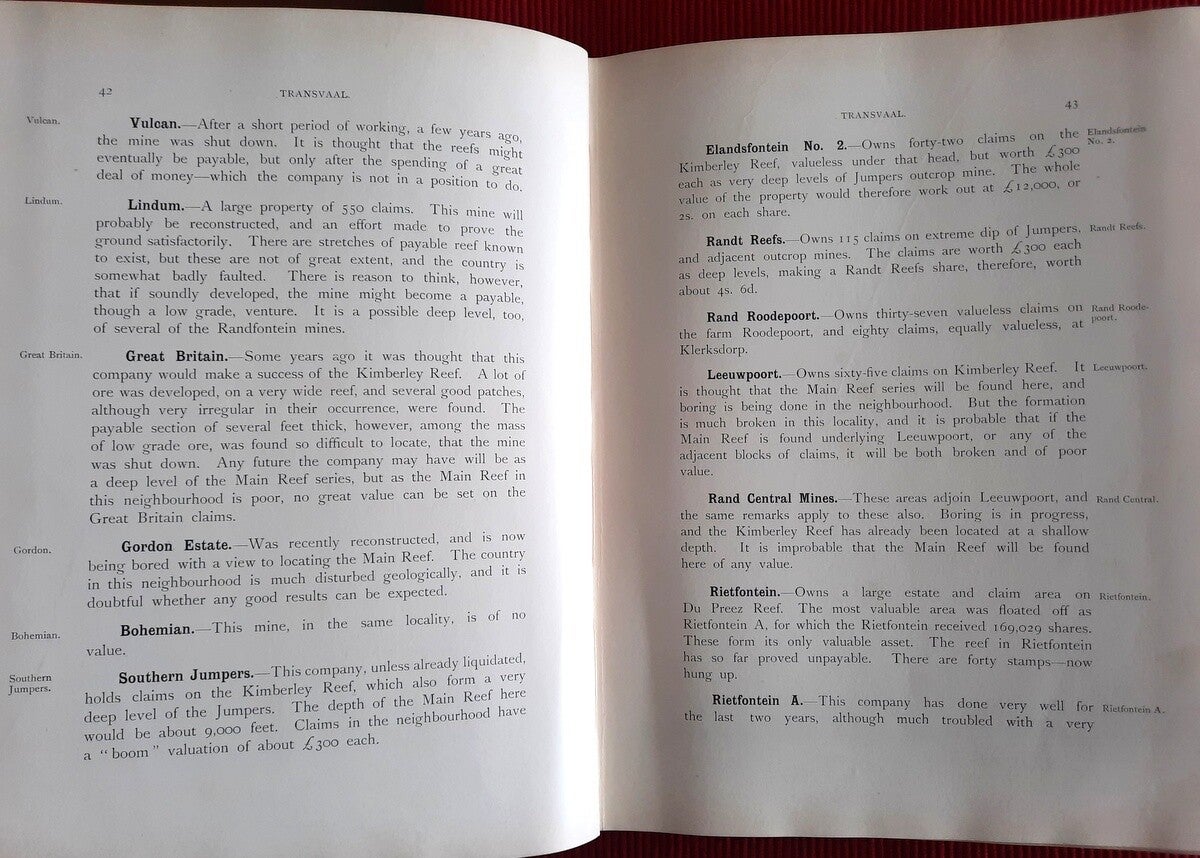 42
TRANSVAAL.
Vulcan.
Vulcan.—After a short period of working, a few years ago,
the mine was shut down. It is thought that the reefs might
eventually be payable, but only after the spending of a great
deal of money—which the company is not in a position to do.
Lindum.
Lindum.—A large property of 550 claims. This mine will
probably be reconstructed, and an effort made to prove the
ground satisfactorily. There are stretches of payable reef known
to exist, but these are not of great extent, and the country is
somewhat badly faulted. There is reason to think, however,
that if soundly developed, the mine might become a payable,
though a low grade, venture. It is a possible deep level, too,
of several of the Randfontein mines.
Great Britain.
Great Britain.—Some years ago it was thought that this
company would make a success of the Kimberley Reef. A lot of
ore was developed, on a very wide reef, and several good patches,
although very irregular in their occurrence, were found. The
payable section of several feet thick, however, among the mass
of low grade ore, was found so difficult to locate, that the mine
was shut down. Any future the company may have will be as
a deep level of the Main Reef series, but as the Main Reef in
this neighbourhood is poor, no great value can be set on the
Great Britain claims.
Gordon.
Gordon Estate.—Was recently reconstructed, and is now
being bored with a view to locating the Main Reef. The country
in this neighbourhood is much disturbed geologically, and it is
doubtful whether any good results can be expected.
Bohemian.
Bohemian.—This mine, in the same locality, is of no
value.
Southern
Jumpers.
Southern Jumpers.—This company, unless already liquidated,
holds claims on the Kimberley Reef, which also form a very
deep level of the Jumpers. The depth of the Main Reef here
would be about 9,000 feet. Claims in the neighbourhood have
a “boom” valuation of about £300 each.
TRANSVAAL.
43
Elandsfontein No. 2.—Owns forty-two claims on the
Kimberley Reef, valueless under that head, but worth £300
each as very deep levels of Jumpers outcrop mine. The whole
value of the property would therefore work out at £12,000, or
2s. on each share.
Elandsfontein
No. 2.
Randt Reefs.—Owns 115 claims on extreme dip of Jumpers,
and adjacent outcrop mines. The claims are worth £300 each
as deep levels, making a Randt Reefs share, therefore, worth
about 4s. 6d.
Randt Reefs.
Rand Roodepoort.—Owns thirty-seven valueless claims on
the farm Roodepoort, and eighty claims, equally valueless, at
Klerksdorp.
Rand Roode-
poort.
Leeuwpoort.—Owns sixty-five claims on Kimberley Reef. It
is thought that the Main Reef series will be found here, and
boring is being done in the neighbourhood. But the formation
is much broken in this locality, and it is probable that if the
Main Reef is found underlying Leeuwpoort, or any of the
adjacent blocks of claims, it will be both broken and of poor
value.
Leeuwpoort.
Rand Central Mines.—These areas adjoin Leeuwpoort, and
the same remarks apply to these also. Boring is in progress,
and the Kimberley Reef has already been located at a shallow
depth. It is improbable that the Main Reef will be found
here of any value.
Rand Central.
Rietfontein.—Owns a large estate and claim area on
Du Preez Reef. The most valuable area was floated off as
Rietfontein A, for which the Rietfontein received 169,029 shares.
These form its only valuable asset. The reef in Rietfontein
has so far proved unpayable. There are forty stamps—now
hung up.
Rietfontein.
Rietfontein A.—This company has done very well for
the last two years, although much troubled with a very
Rietfontein A.